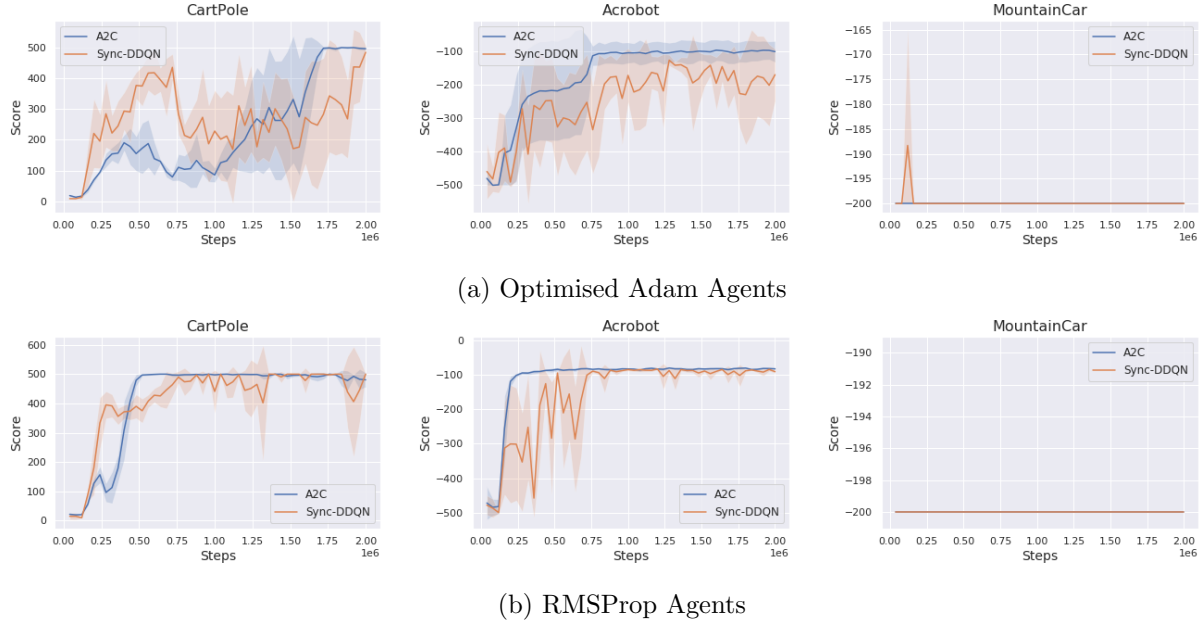 CartPole
Acrobot
MountainCar
A2C
Sync-DDQN
500
400
300
200
100
0
Score
0.00 0.25 0.50 0.75 1.00 1.25 1.50 1.75 2.00
Steps
1e6
A2C
Sync-DDQN
−100
−200
−300
−400
−500
Score
0.00 0.25 0.50 0.75 1.00 1.25 1.50 1.75 2.00
Steps
1e6
A2C
Sync-DDQN
−165
−170
−175
−180
−185
−190
−195
−200
Score
0.00 0.25 0.50 0.75 1.00 1.25 1.50 1.75 2.00
Steps
1e6
(a) Optimised Adam Agents
CartPole
Acrobot
MountainCar
600
500
400
300
200
100
0
Score
A2C
Sync-DDQN
0.00 0.25 0.50 0.75 1.00 1.25 1.50 1.75 2.00
Steps
1e6
0
−100
−200
−300
−400
−500
Score
A2C
Sync-DDQN
0.00 0.25 0.50 0.75 1.00 1.25 1.50 1.75 2.00
Steps
1e6
A2C
Sync-DDQN
−190
−192
−194
−196
−198
−200
Score
0.00 0.25 0.50 0.75 1.00 1.25 1.50 1.75 2.00
Steps
1e6
(b) RMSProp Agents